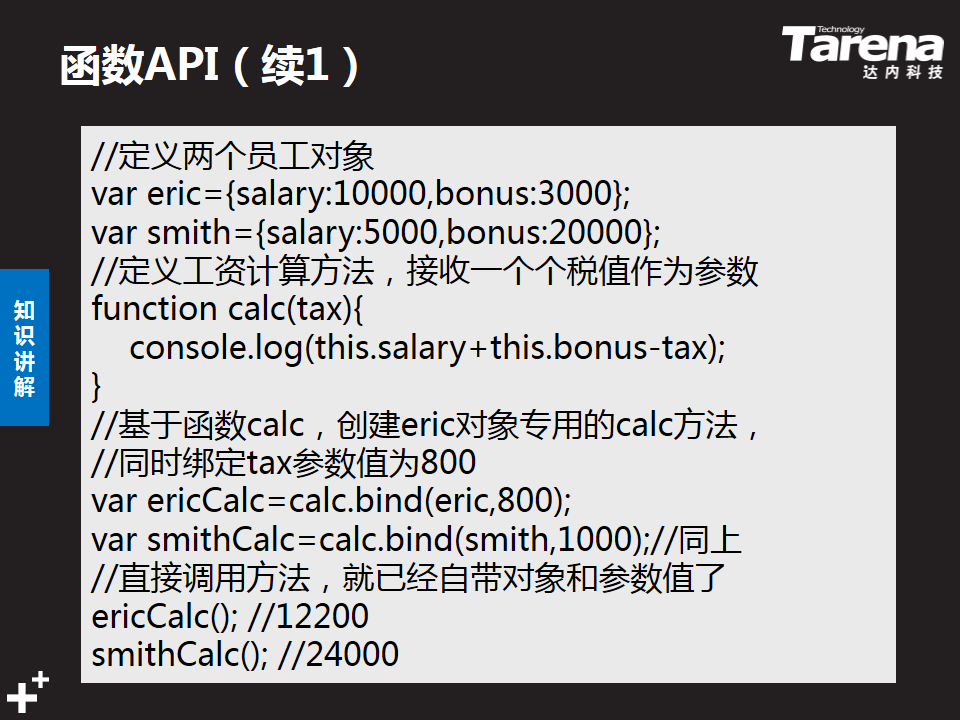 函数API（续1）
Technology
Tarena
达内科技
//定义两个员工对象
var eric={salary:10000,bonus:3000};
var smith={salary:5000,bonus:20000};
//定义工资计算方法，接收一个个税值作为参数
function calc(tax){
    console.log(this.salary+this.bonus-tax);
}
//基于函数calc，创建eric对象专用的calc方法，
//同时绑定tax参数值为800
var ericCalc=calc.bind(eric,800);
var smithCalc=calc.bind(smith,1000);//同上
//直接调用方法，就已经自带对象和参数值了
ericCalc(); //12200
smithCalc(); //24000
知识讲解